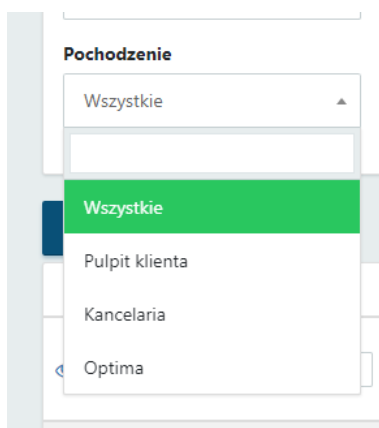 Pochodzenie
Wszystkie
Wszystkie
Pulpit klienta
Kancelaria
Optima